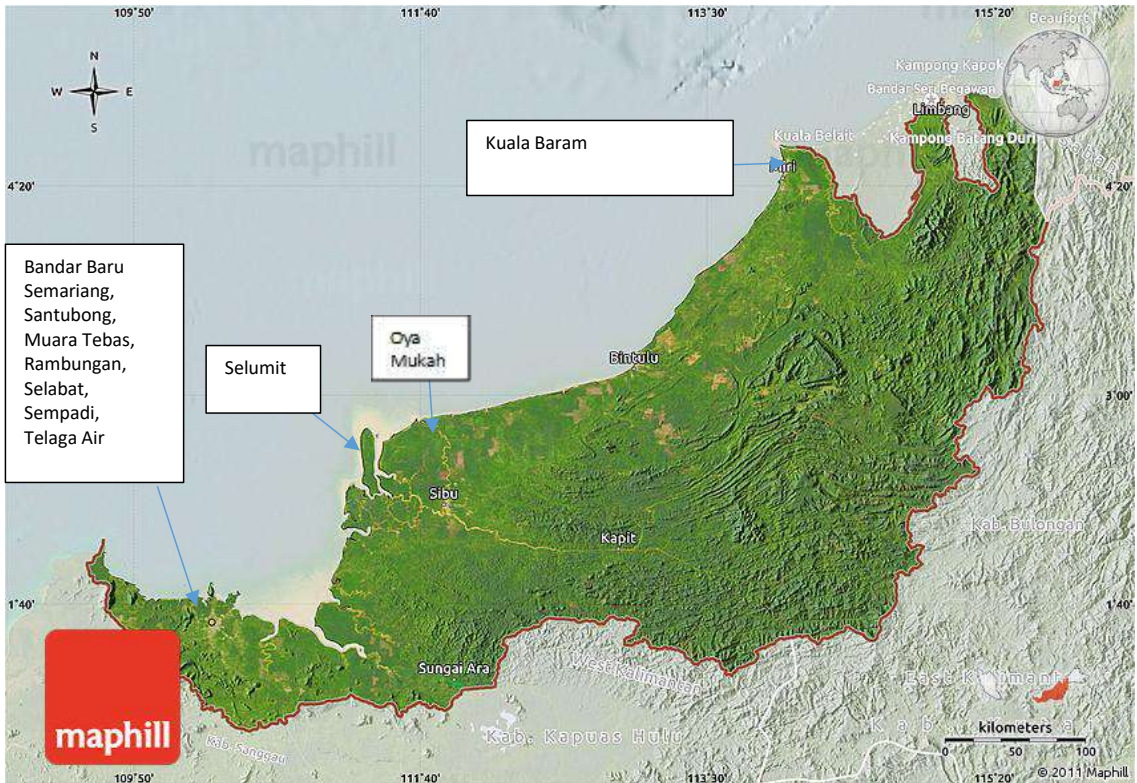 109°50'
111°40'
113°30'
115°20'
Beaufort
N
W E
S
Kampong Kapok
Bandar Seri Begawan
Limbang
Kuala Baram
Kuala Belait
Kampong Batang Duri
maphill
Miri
4°20'
4°20'
Bandar Baru
Semariang,
Santubong,
Muara Tebas,
Rambungan,
Selabat,
Sempadi,
Telaga Air
Oya
Mukah
Selumit
Bintulu
3°00'
3°00'
Sibu
Kapit
Kab. Bulongan
1°40'
1°40'
Sungai Ara
West Kalimantan
East Kalimantan
maphill
Kab. Sanggau
Kab. Kapuas Hulu
kilometers
0 50 100
109°50'
111°40'
113°30'
115°20'
© 2011 Maphill